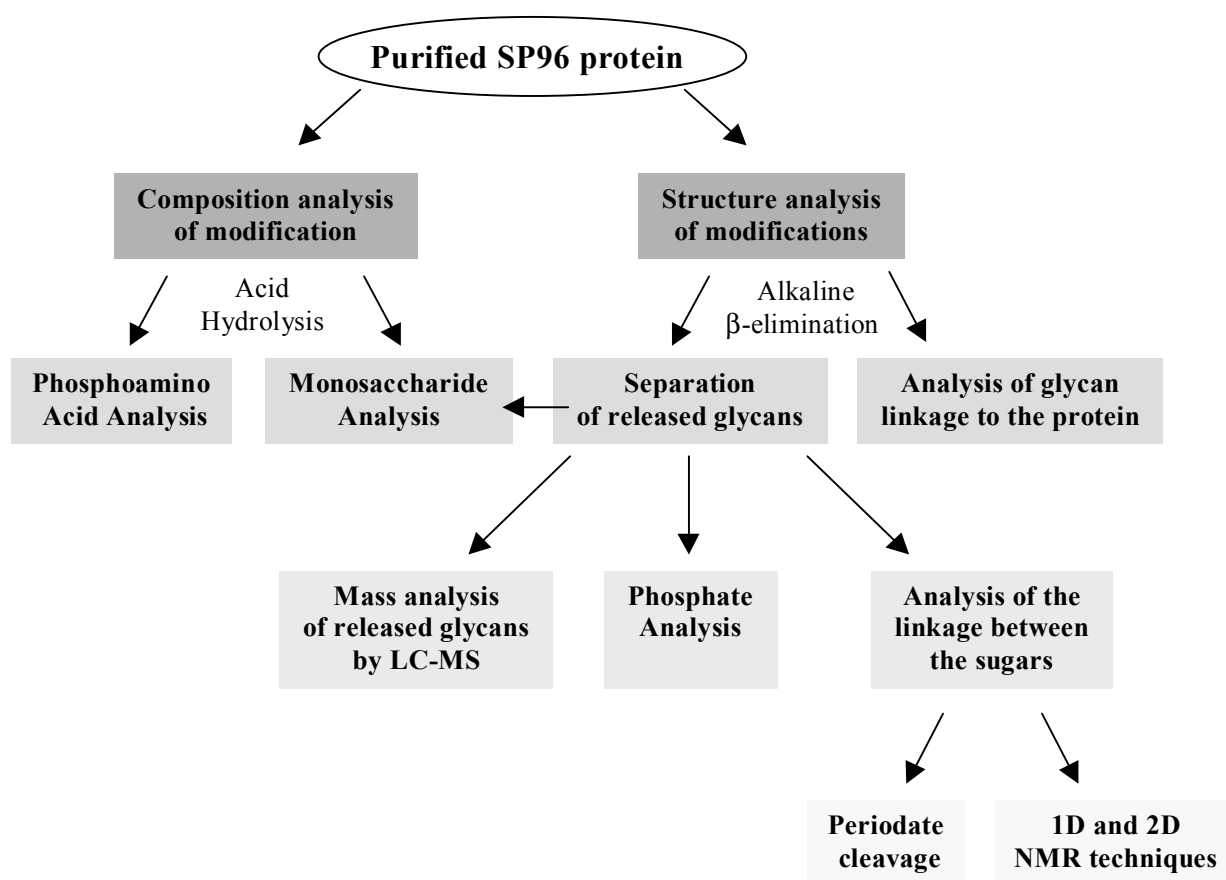 Purified SP96 protein
Composition analysis
of modification
Structure analysis
of modifications
Acid
Hydrolysis
Alkaline
β-elimination
Phosphoamino
Acid Analysis
Monosaccharide
Analysis
Separation
of released glycans
Analysis of glycan
linkage to the protein
Mass analysis
of released glycans
by LC-MS
Phosphate
Analysis
Analysis of the
linkage between
the sugars
Periodate
cleavage
1D and 2D
NMR techniques